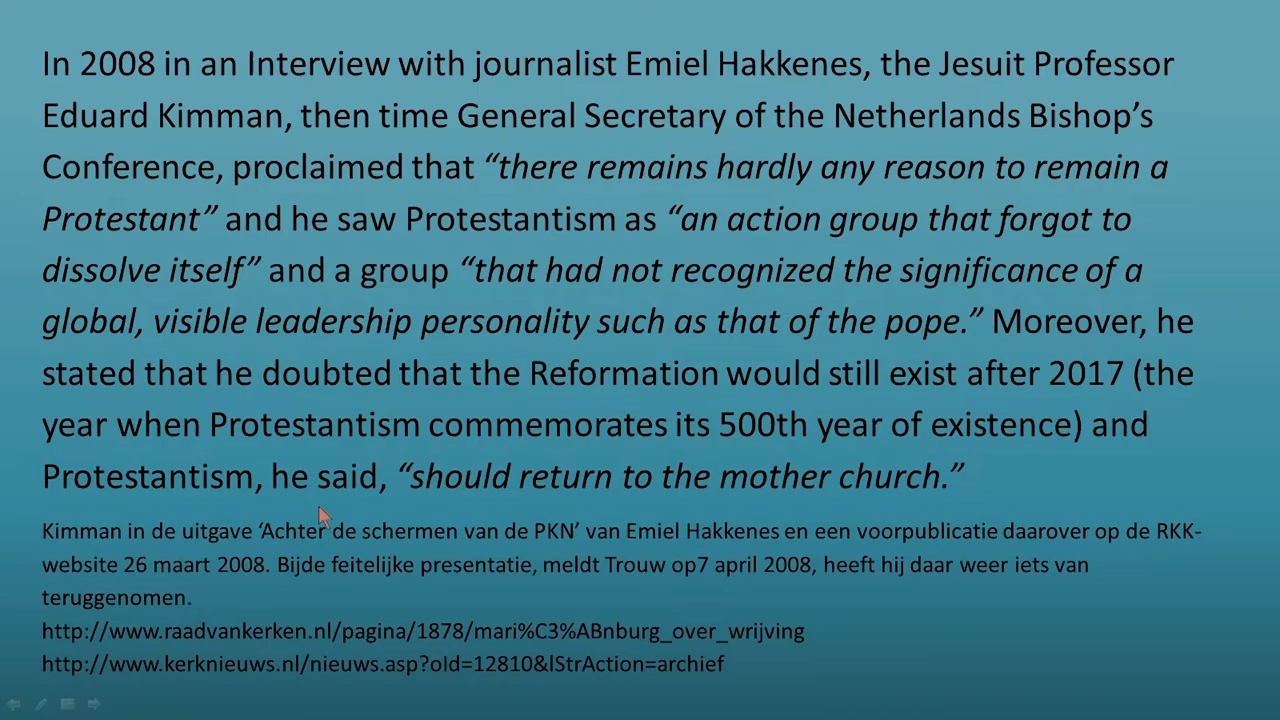 In 2008 in an Interview with journalist Emiel Hakkenes, the Jesuit Professor
Eduard Kimman, then time General Secretary of the Netherlands Bishop’s
Conference, proclaimed that “there remains hardly any reason to remain a
Protestant” and he saw Protestantism as “an action group that forgot to
dissolve itself” and a group “that had not recognized the significance of a
global, visible leadership personality such as that of the pope.” Moreover, he
stated that he doubted that the Reformation would still exist after 2017 (the
year when Protestantism commemorates its 500th year of existence) and
Protestantism, he said, “should return to the mother church.”
Kimman in de uitgave ‘Achter de schermen van de PKN’ van Emiel Hakkenes en een voorpublicatie daarover op de RKK-
website 26 maart 2008. Bijde feitelijke presentatie, meldt Trouw op7 april 2008, heeft hij daar weer iets van
teruggenomen.
http://www.raadvankerken.nl/pagina/1878/mari%C3%ABnburg_over_wrijving
http://www.kerknieuws.nl/nieuws.asp?oId=12810&lStrAction=archief